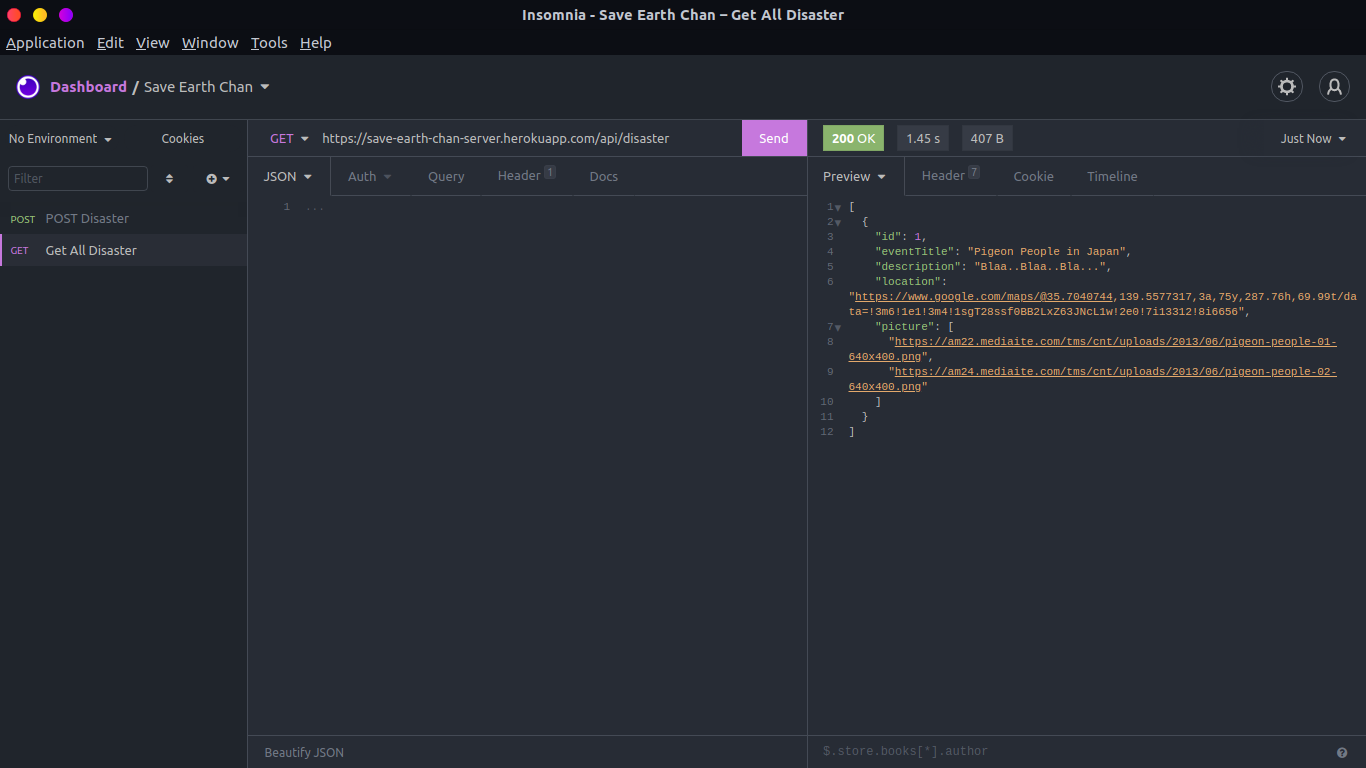 Insomnia - Save Earth Chan – Get All Disaster
Application Edit View Window Tools Help
Dashboard / Save Earth Chan
No Environment Cookies
Filter
POST POST Disaster
GET Get All Disaster
GET https://save-earth-chan-server.herokuapp.com/api/disaster Send
JSON Auth Query Header 1 Docs
1 ...
Beautify JSON
200 OK 1.45 s 407 B Just Now
Preview Header 7 Cookie Timeline
1 [
2 {
3 "id": 1,
4 "eventTitle": "Pigeon People in Japan",
5 "description": "Blaa..Blaa..Bla...",
6 "location":
"https://www.google.com/maps/@35.7040744,139.5577317,3a,75y,287.76h,69.99t/da
ta=!3m6!1e1!3m4!1sgT28ssf0BB2LxZ63JNcL1w!2e0!7i13312!8i6656",
7 "picture": [
8 "https://am22.mediaite.com/tms/cnt/uploads/2013/06/pigeon-people-01-
640x400.png",
9 "https://am24.mediaite.com/tms/cnt/uploads/2013/06/pigeon-people-02-
640x400.png"
10 ]
11 }
12 ]
$.store.books[*].author